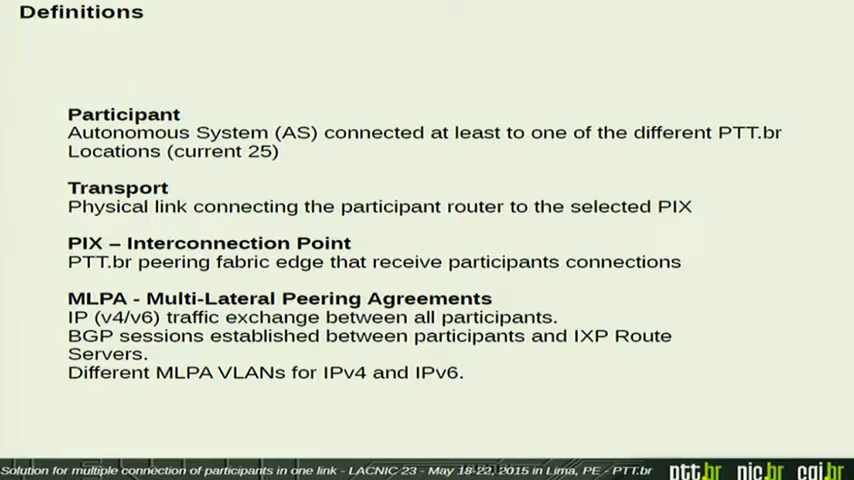 Definitions
Participant
Autonomous System (AS) connected at least to one of the different PTT.br
Locations (current 25)
Transport
Physical link connecting the participant router to the selected PIX
PIX – Interconnection Point
PTT.br peering fabric edge that receive participants connections
MLPA - Multi-Lateral Peering Agreements
IP (v4/v6) traffic exchange between all participants.
BGP sessions established between participants and IXP Route
Servers.
Different MLPA VLANs for IPv4 and IPv6.
Solution for multiple connection of participants in one link - LACNIC 23 - May 18-22, 2015 in Lima, PE - PTT.br
ptt.br nic.br cgi.br